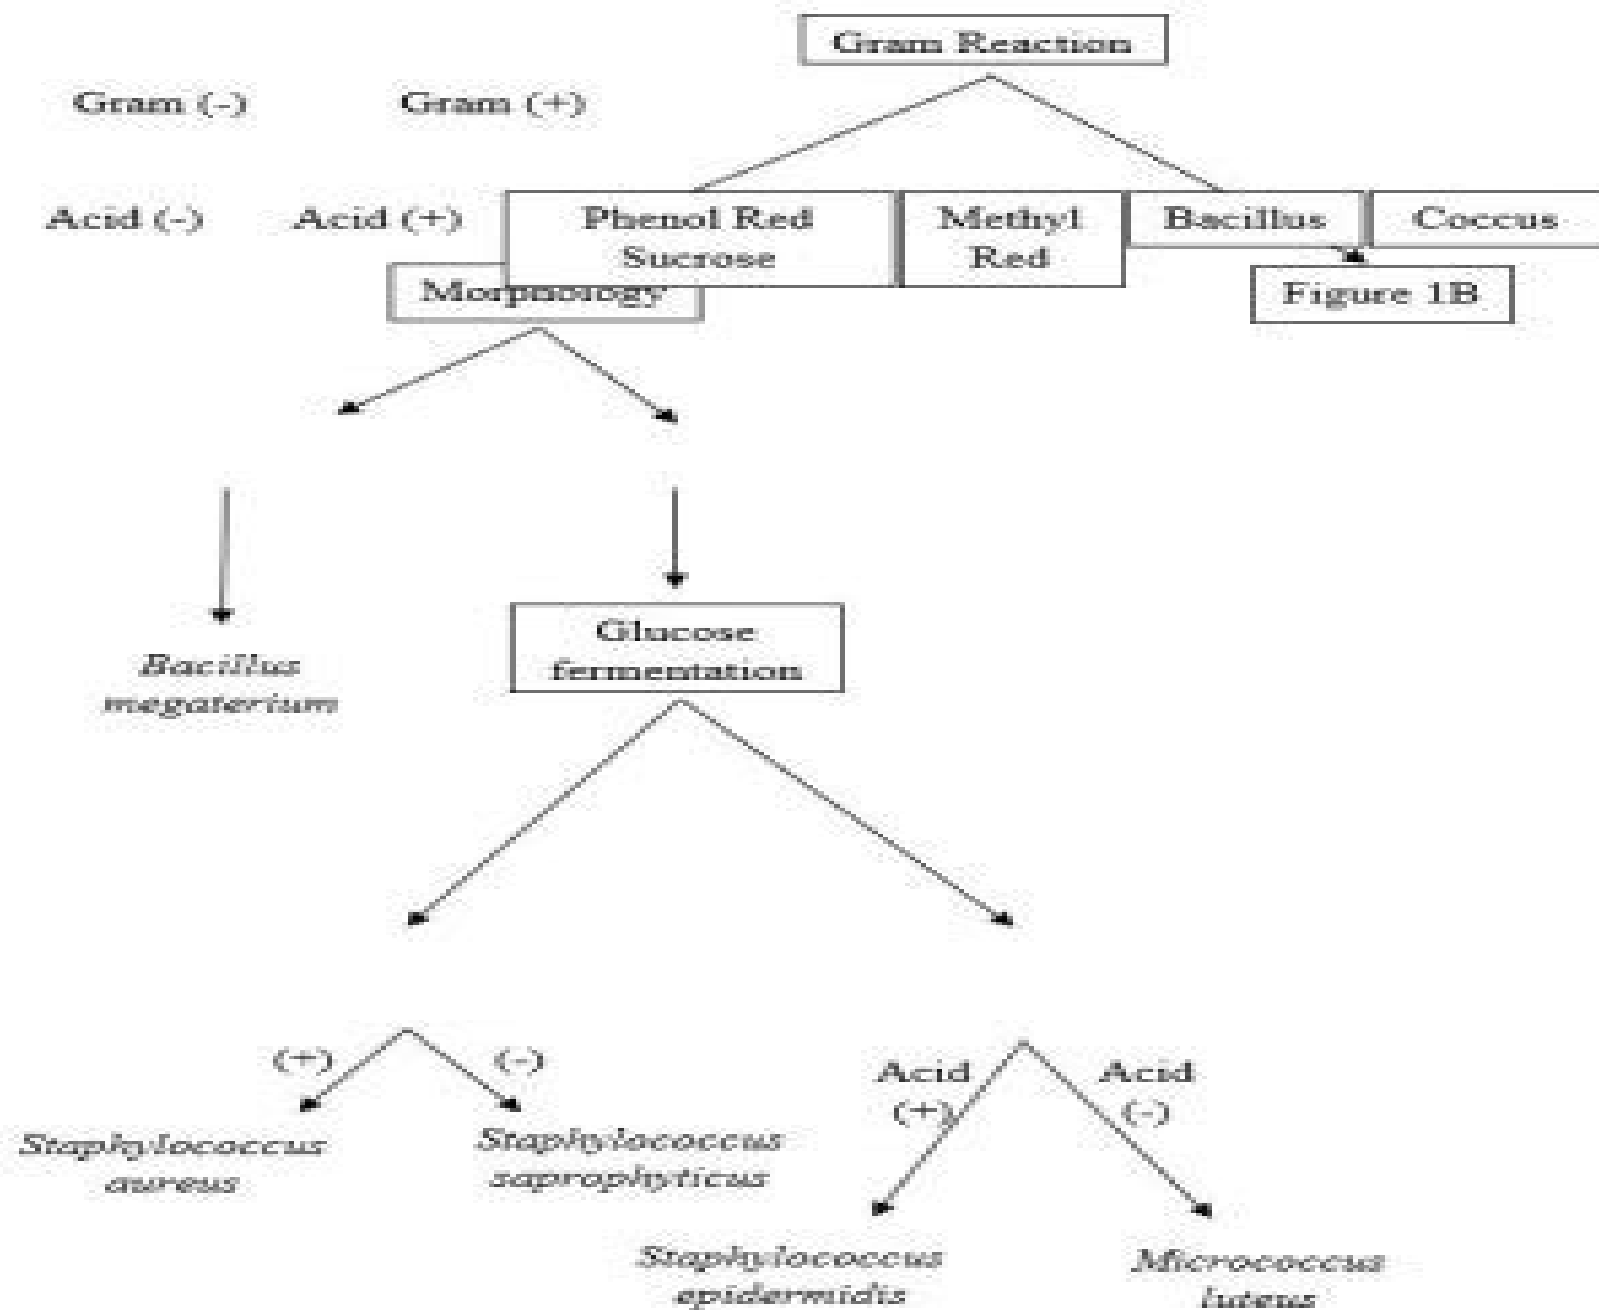 Gram Reaction
Gram (-)
Gram (+)
Acid (-)
Acid (+)
Phenol Red
Sucrose
Methyl
Red
Bacillus
Coccus
Morphology
Figure 1B
Glucose
fermentation
Bacillus
megaterium
(+)
(-)
Acid
(+)
Acid
(-)
Staphylococcus
aureus
Staphylococcus
saprophyticus
Staphylococcus
epidermidis
Micrococcus
luteus